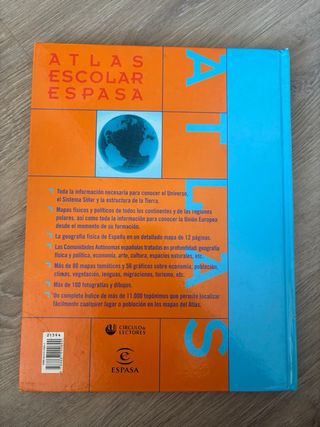 ATLAS
ESCOLAR
ESPASA
ATLAS
Toda la información necesaria para conocer el Universo,
el Sistema Solar y la estructura de la Tierra.
Mapas físicos y políticos de todos los continentes y de las regiones
polares, así como toda la información para conocer la Unión Europea
desde el momento de su formación.
La geografía física de España en un detallado mapa de 12 páginas.
Las Comunidades Autónomas españolas tratadas en profundidad: geografía
física y política, economía, arte, cultura, espacios naturales, etc.
Más de 80 mapas temáticos y 56 gráficos sobre economía, población,
climas, vegetación, lenguas, migraciones, turismo, etc.
Más de 100 fotografías y dibujos.
Un completo Índice de más de 11.000 topónimos que permite localizar
fácilmente cualquier lugar o población en los mapas del Atlas.
CÍRCULO de
LECTORES
ESPASA